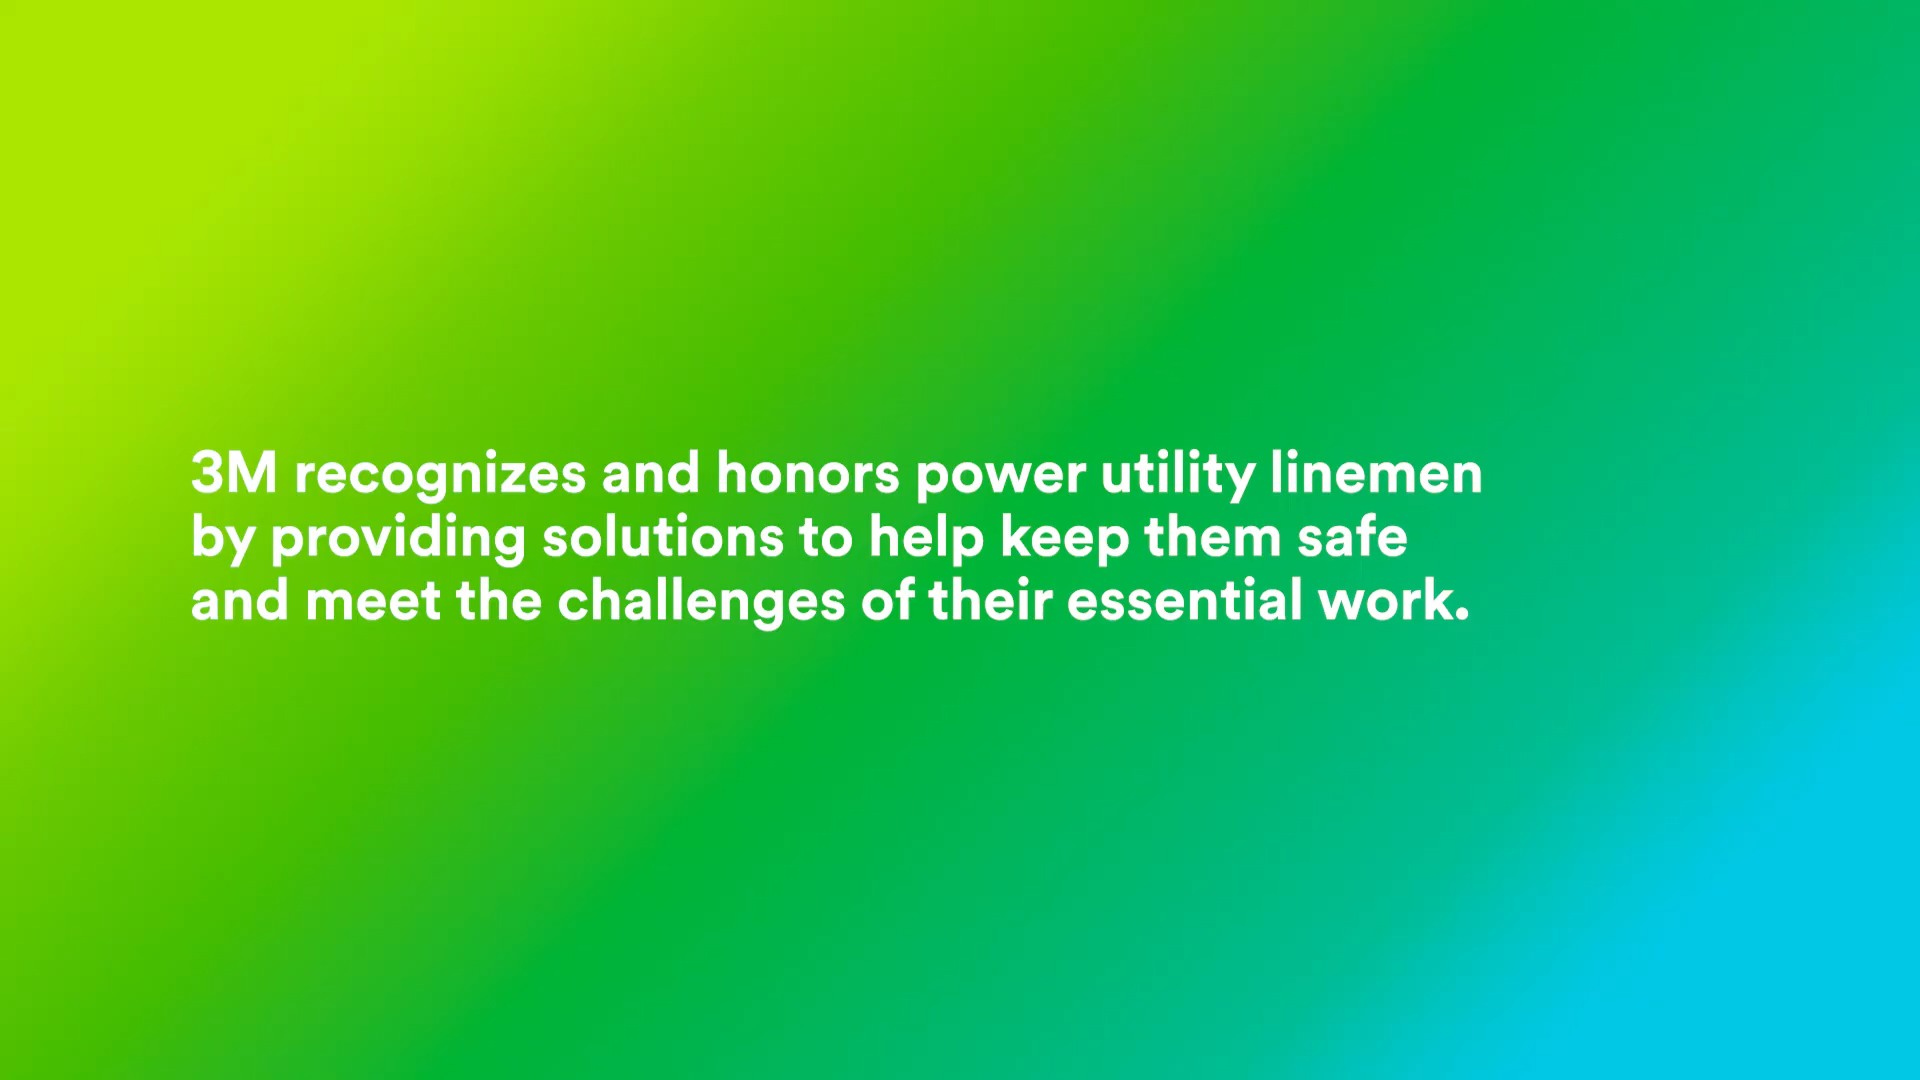 3M recognizes and honors power utility linemen
by providing solutions to help keep them safe
and meet the challenges of their essential work.